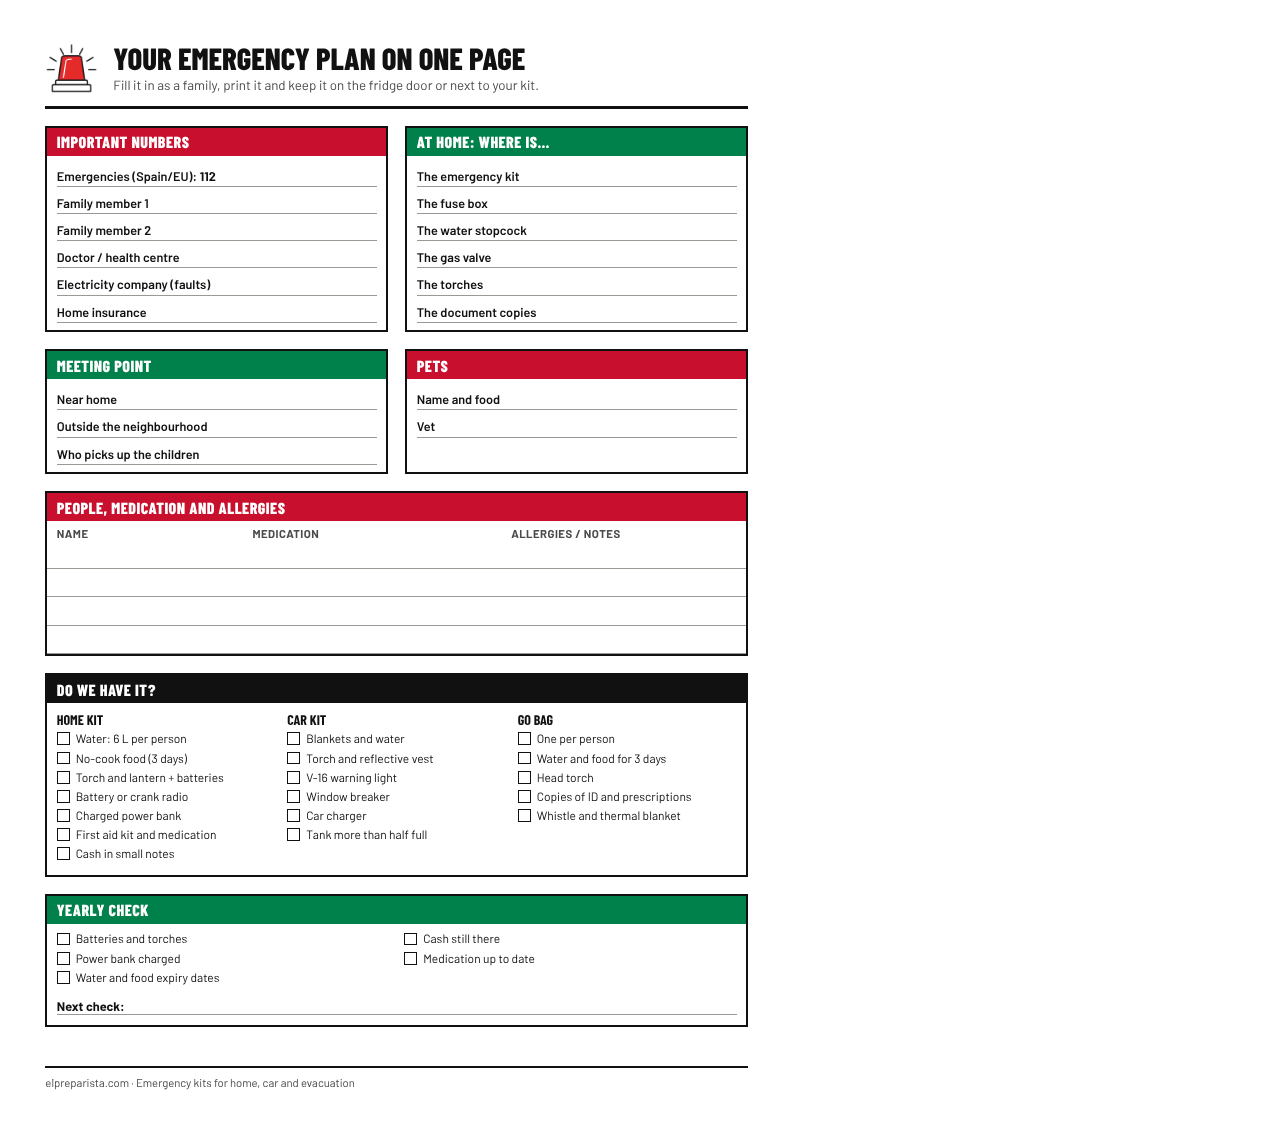 YOUR EMERGENCY PLAN ON ONE PAGE
Fill it in as a family, print it and keep it on the fridge door or next to your kit.
IMPORTANT NUMBERS
Emergencies (Spain/EU): 112
Family member 1
Family member 2
Doctor / health centre
Electricity company (faults)
Home insurance
AT HOME: WHERE IS...
The emergency kit
The fuse box
The water stopcock
The gas valve
The torches
The document copies
MEETING POINT
Near home
Outside the neighbourhood
Who picks up the children
PETS
Name and food
Vet
PEOPLE, MEDICATION AND ALLERGIES
NAME MEDICATION ALLERGIES / NOTES
DO WE HAVE IT?
HOME KIT
Water: 6 L per person
No-cook food (3 days)
Torch and lantern + batteries
Battery or crank radio
Charged power bank
First aid kit and medication
Cash in small notes
CAR KIT
Blankets and water
Torch and reflective vest
V-16 warning light
Window breaker
Car charger
Tank more than half full
GO BAG
One per person
Water and food for 3 days
Head torch
Copies of ID and prescriptions
Whistle and thermal blanket
YEARLY CHECK
Batteries and torches
Power bank charged
Water and food expiry dates
Cash still there
Medication up to date
Next check:
elpreparista.com · Emergency kits for home, car and evacuation